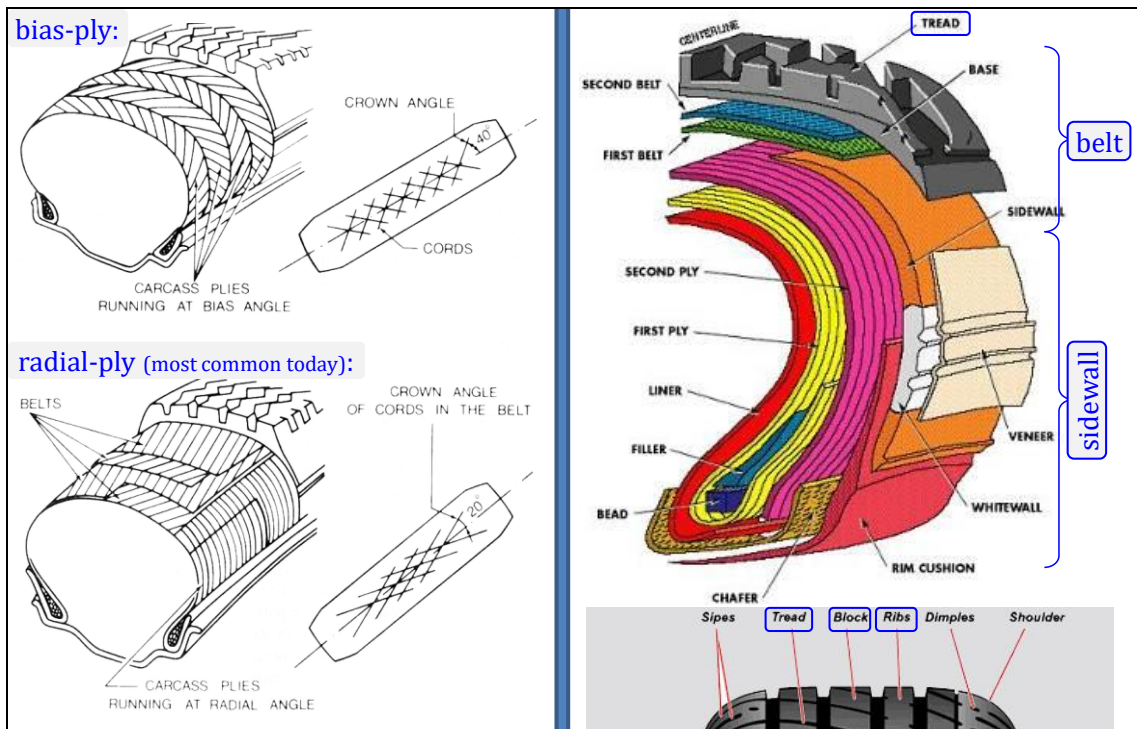 bias-ply:
CROWN ANGLE
40°
CORDS
CARCASS PLIES
RUNNING AT BIAS ANGLE
radial-ply (most common today):
BELTS
CROWN ANGLE
OF CORDS IN THE BELT
20°
CARCASS PLIES
RUNNING AT RADIAL ANGLE
CENTERLINE
TREAD
BASE
SECOND BELT
belt
FIRST BELT
SIDEWALL
SECOND PLY
FIRST PLY
sidewall
LINER
VENEER
FILLER
WHITEWALL
BEAD
RIM CUSHION
CHAFER
Sipes Tread Block Ribs Dimples Shoulder